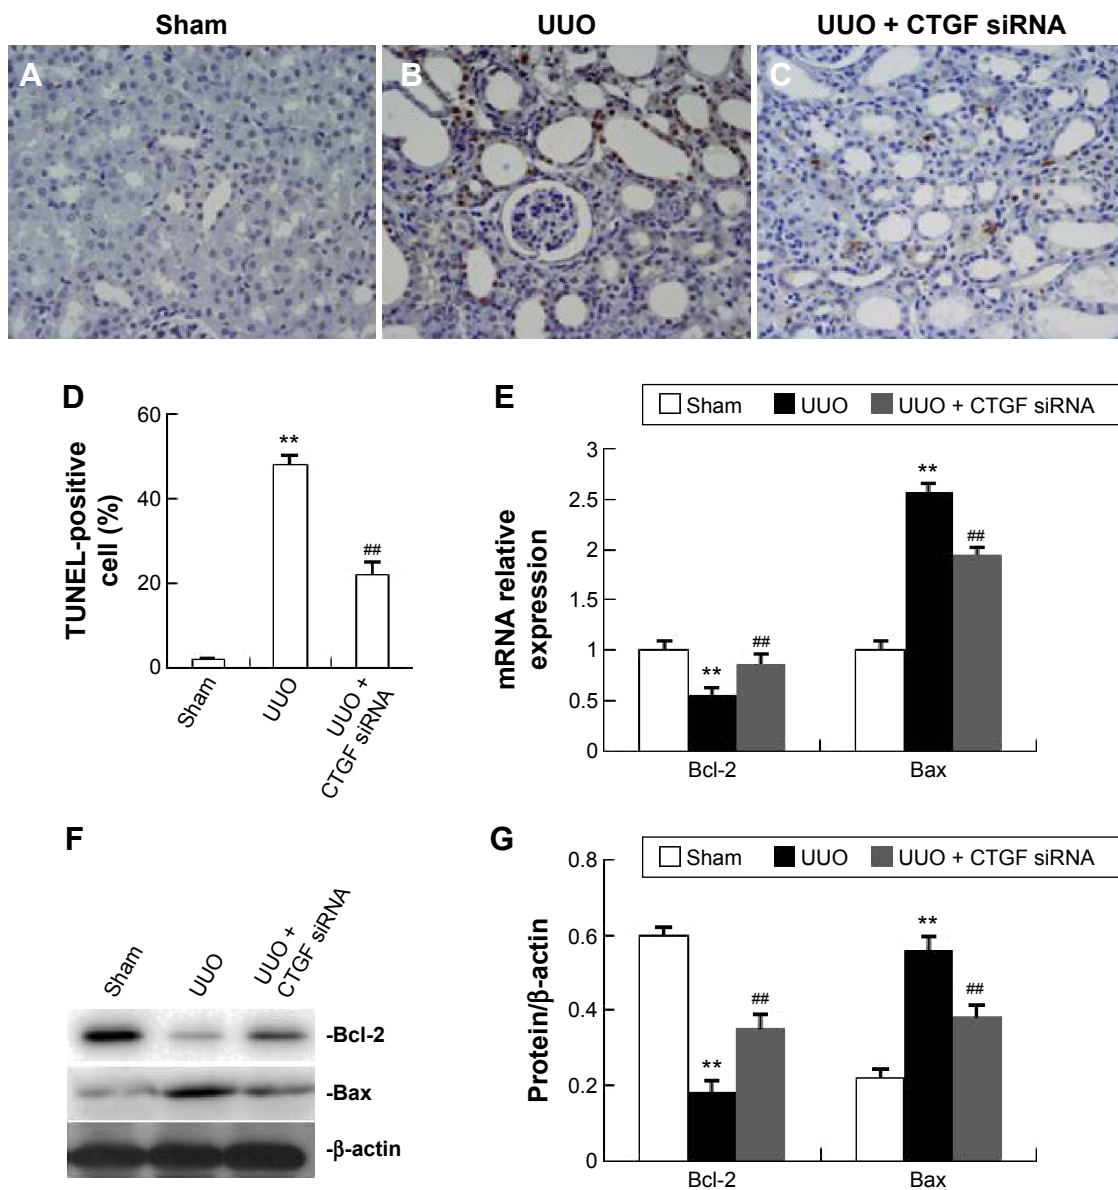 Sham
UUO
UUO + CTGF siRNA
A
B
C
D
TUNEL-positive
cell (%)
60
40
20
0
**
##
Sham
UUO
UUO +
CTGF siRNA
E
Sham
UUO
UUO + CTGF siRNA
mRNA relative
expression
3
2.5
2
1.5
1
0.5
0
**
##
**
##
Bcl-2
Bax
F
Sham
UUO
UUO +
CTGF siRNA
-Bcl-2
-Bax
-β-actin
G
Sham
UUO
UUO + CTGF siRNA
Protein/β-actin
0.8
0.6
0.4
0.2
0
**
##
**
##
Bcl-2
Bax